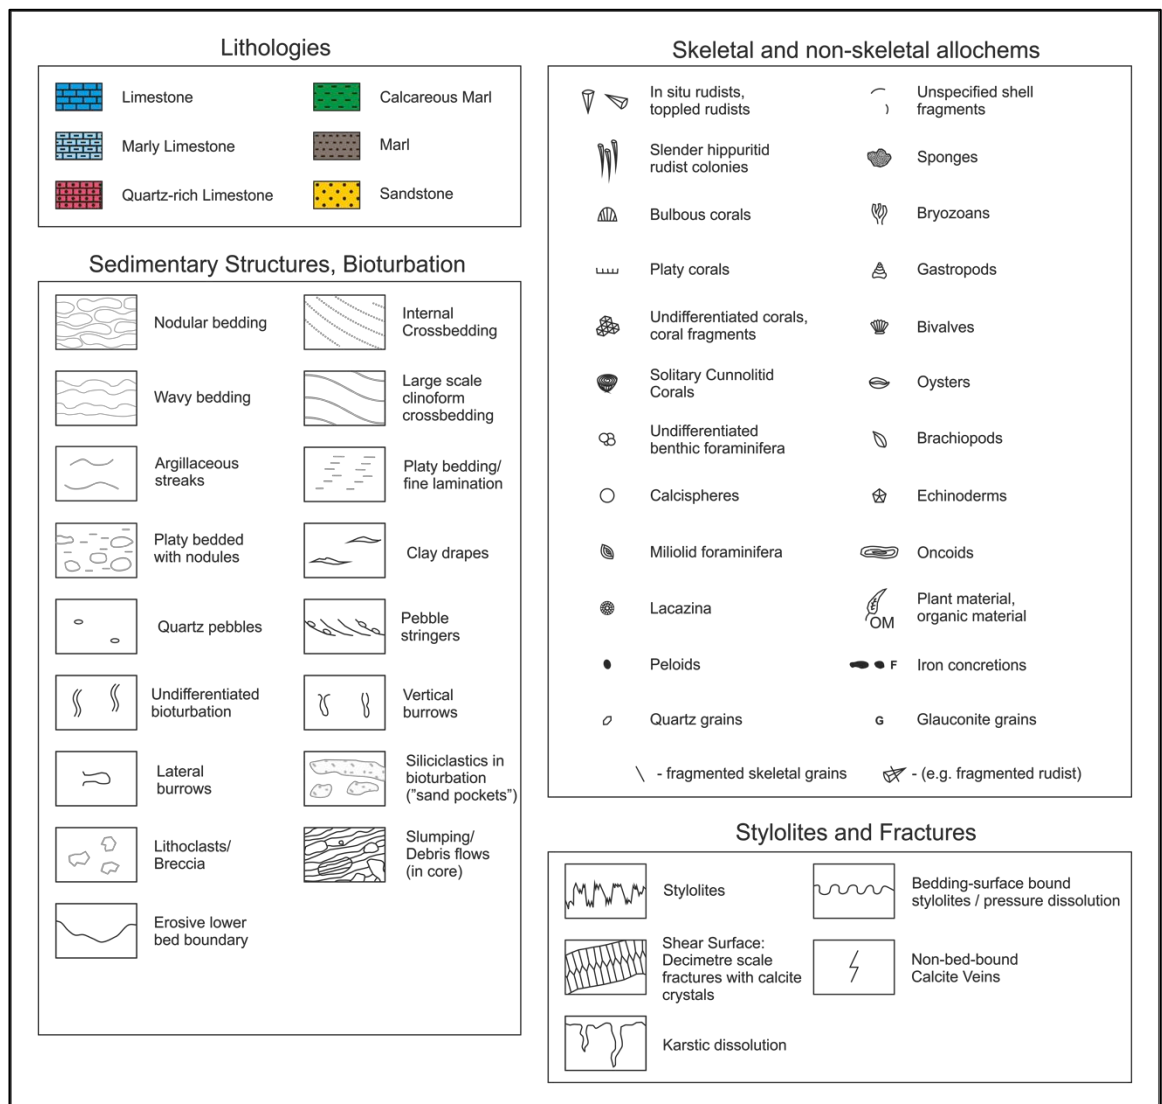 Lithologies
Limestone
Calcareous Marl
Marly Limestone
Marl
Quartz-rich Limestone
Sandstone
Sedimentary Structures, Bioturbation
Nodular bedding
Internal
Crossbedding
Wavy bedding
Large scale
clinoform
crossbedding
Argillaceous
streaks
Platy bedding/
fine lamination
Platy bedded
with nodules
Clay drapes
Quartz pebbles
Pebble
stringers
Undifferentiated
bioturbation
Vertical
burrows
Lateral
burrows
Siliciclastics in
bioturbation
("sand pockets")
Lithoclasts/
Breccia
Slumping/
Debris flows
(in core)
Erosive lower
bed boundary
Skeletal and non-skeletal allochems
In situ rudists,
toppled rudists
Unspecified shell
fragments
Slender hippuritid
rudist colonies
Sponges
Bulbous corals
Bryozoans
Platy corals
Gastropods
Undifferentiated corals,
coral fragments
Bivalves
Solitary Cunnolitid
Corals
Oysters
Undifferentiated
benthic foraminifera
Brachiopods
Calcispheres
Echinoderms
Miliolid foraminifera
Oncoids
Lacazina
OM
Plant material,
organic material
Peloids
F
Iron concretions
Quartz grains
G
Glauconite grains
- fragmented skeletal grains
- (e.g. fragmented rudist)
Stylolites and Fractures
Stylolites
Bedding-surface bound
stylolites / pressure dissolution
Shear Surface:
Decimetre scale
fractures with calcite
crystals
Non-bed-bound
Calcite Veins
Karstic dissolution